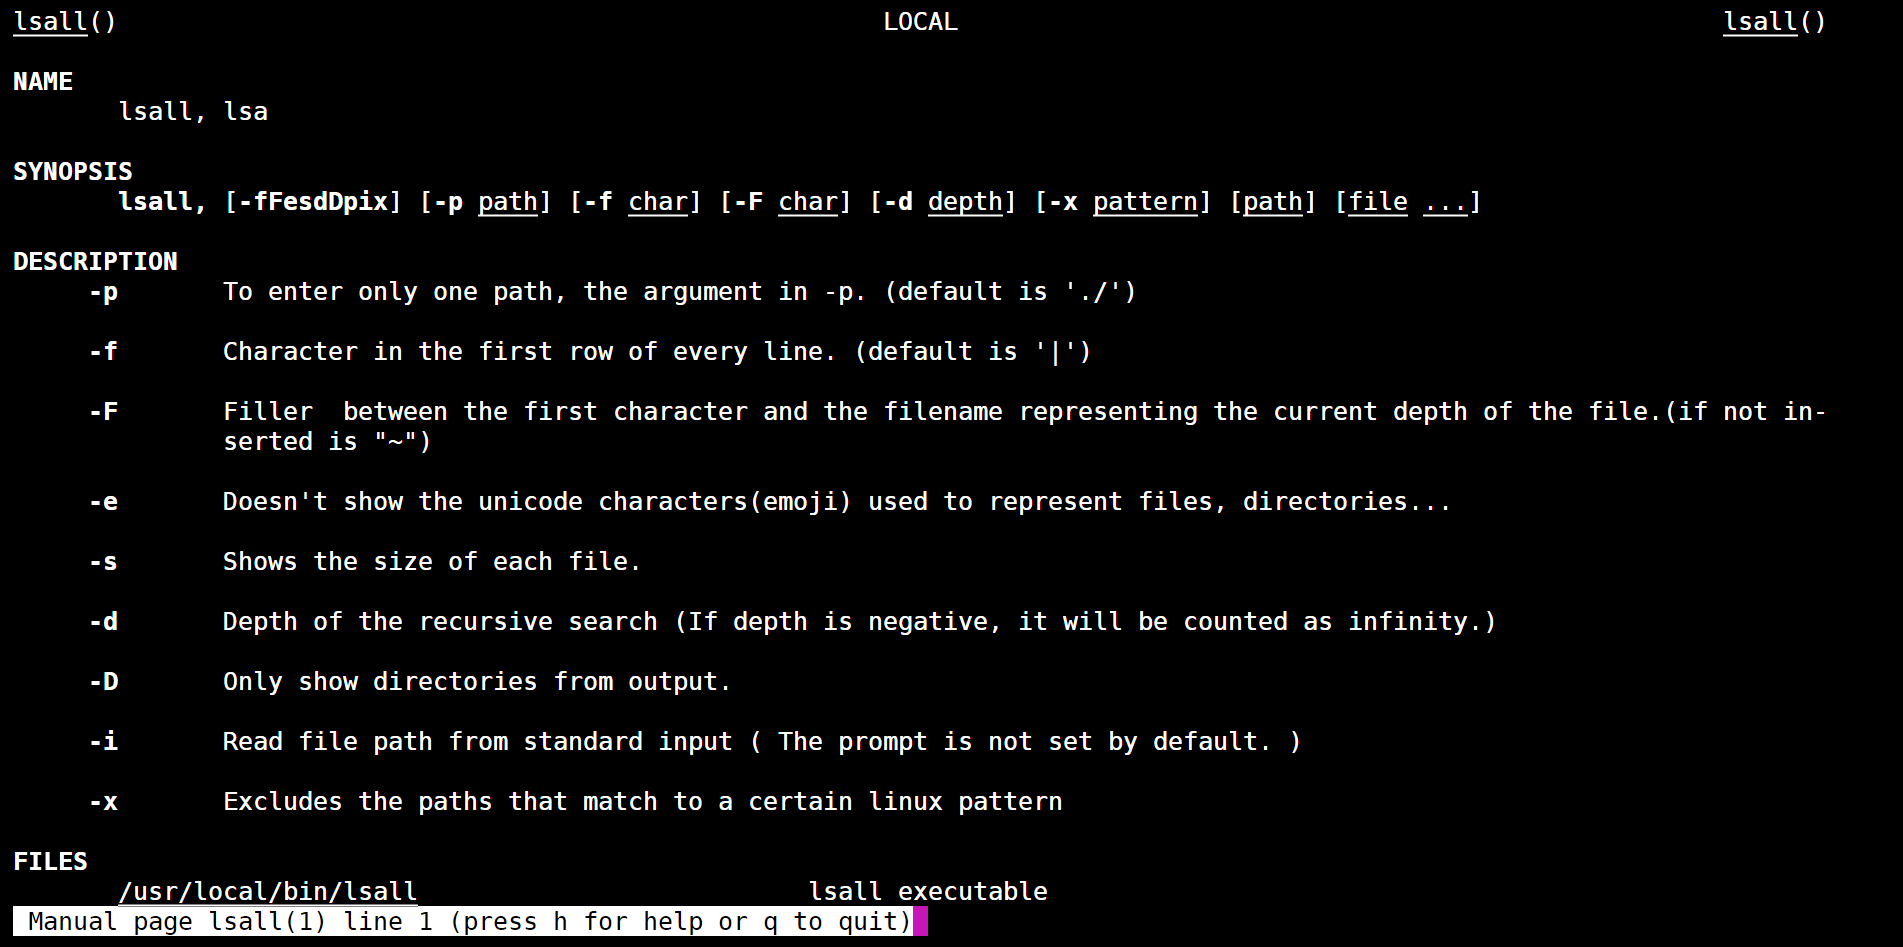 lsall() LOCAL lsall()
NAME
lsall, lsa
SYNOPSIS
lsall, [-fFesdDpix] [-p path] [-f char] [-F char] [-d depth] [-x pattern] [path] [file ...]
DESCRIPTION
-p To enter only one path, the argument in -p. (default is './')
-f Character in the first row of every line. (default is '|')
-F Filler  between the first character and the filename representing the current depth of the file.(if not in-
serted is "~")
-e Doesn't show the unicode characters(emoji) used to represent files, directories...
-s Shows the size of each file.
-d Depth of the recursive search (If depth is negative, it will be counted as infinity.)
-D Only show directories from output.
-i Read file path from standard input ( The prompt is not set by default. )
-x Excludes the paths that match to a certain linux pattern
FILES
/usr/local/bin/lsall lsall executable
Manual page lsall(1) line 1 (press h for help or q to quit)